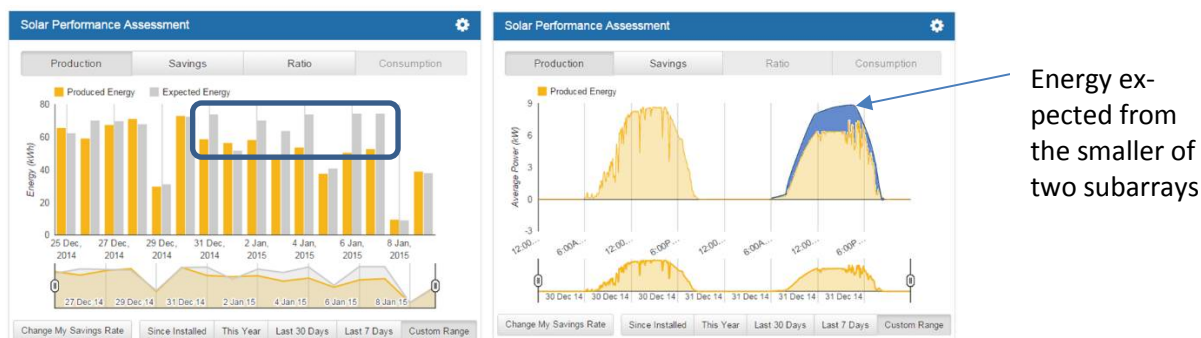 Solar Performance Assessment
Production Savings Ratio Consumption
Produced Energy Expected Energy
Energy (kWh)
80
60
40
20
0
25 Dec, 2014 27 Dec, 2014 29 Dec, 2014 31 Dec, 2014 2 Jan, 2015 4 Jan, 2015 6 Jan, 2015 8 Jan, 2015
27 Dec 14 29 Dec 14 31 Dec 14 2 Jan 15 4 Jan 15 6 Jan 15 8 Jan 15
Change My Savings Rate Since Installed This Year Last 30 Days Last 7 Days Custom Range
Solar Performance Assessment
Production Savings Ratio Consumption
Produced Energy
Average Power (kW)
9
6
3
0
-3
12:00... 6:00A... 12:00... 6:00P... 12:00... 6:00A... 12:00... 6:00P...
30 Dec 14 30 Dec 14 30 Dec 14 31 Dec 14 31 Dec 14 31 Dec 14 31 Dec 14
Change My Savings Rate Since Installed This Year Last 30 Days Last 7 Days Custom Range
Energy ex-
pected from
the smaller of
two subarrays